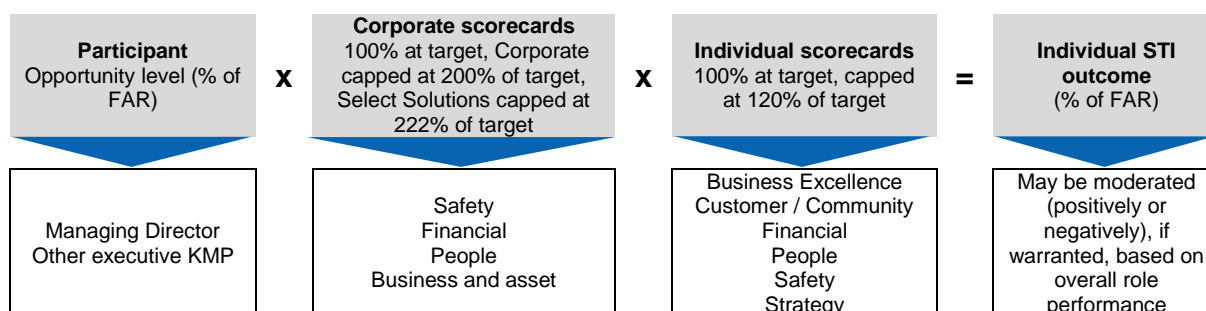 Participant
Opportunity level (% of
FAR)
x
Corporate scorecards
100% at target, Corporate
capped at 200% of target,
Select Solutions capped at
222% of target
x
Individual scorecards
100% at target, capped
at 120% of target
=
Individual STI
outcome
(% of FAR)
Managing Director
Other executive KMP
Safety
Financial
People
Business and asset
Business Excellence
Customer / Community
Financial
People
Safety
Strategy
May be moderated
(positively or
negatively), if
warranted, based on
overall role
performance